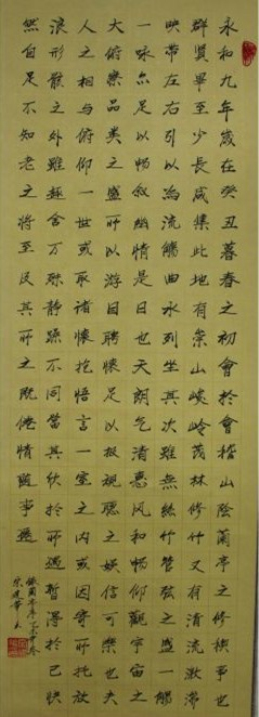 永和九年歲在癸丑暮春之初會於會稽山陰蘭亭之修禊事也
群賢畢至少長咸集此地有崇山峻嶺茂林修竹又有清流激湍
映帶左右引以為流觴曲水列坐其次雖無絲竹管弦之盛一觴
一詠亦足以暢敘幽情是日也天朗气清惠風和暢仰觀宇宙之
大俯察品類之盛所以游目騁懷足以極視聽之娛信可樂也夫
人之相与俯仰一世或取諸懷抱悟言一室之內或因寄所托放
浪形骸之外雖趣舍万殊靜躁不同當其欣於所遇暫得於己快
然自足不知老之將至及其所之既倦情隨事遷